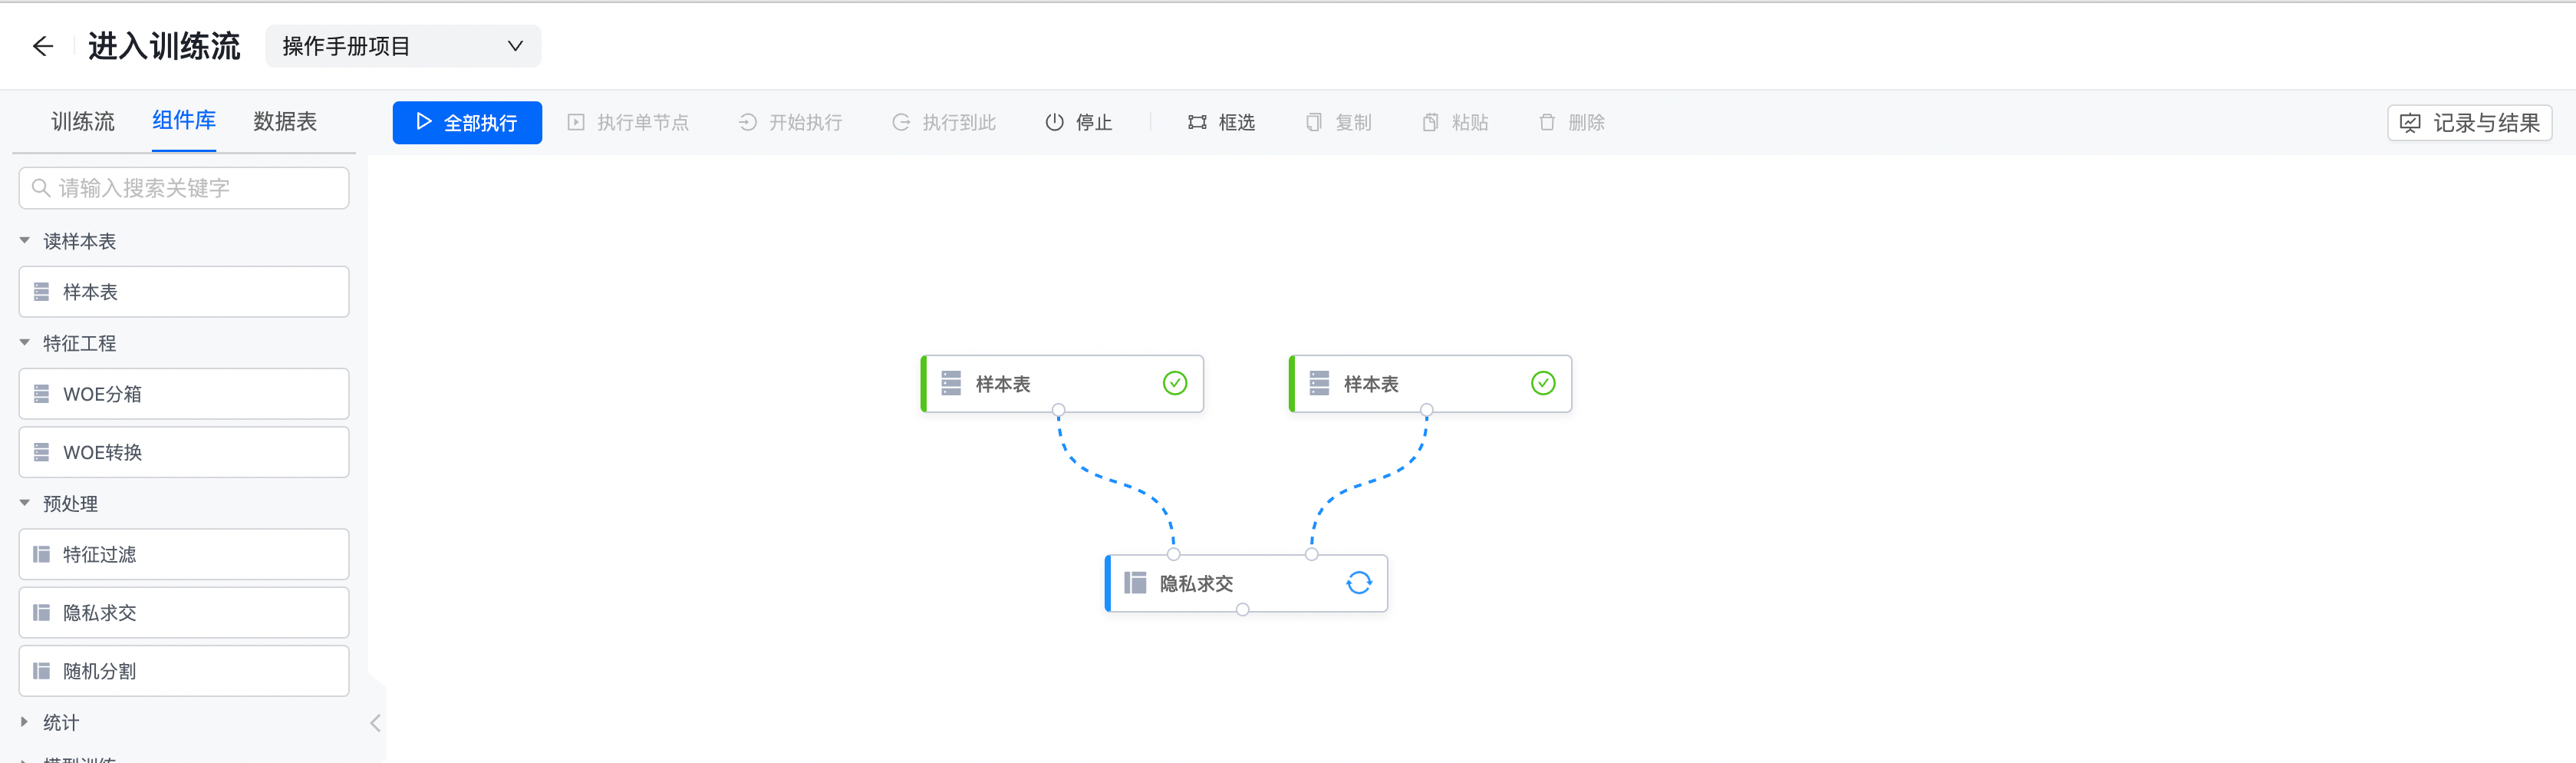 进入训练流 操作手册项目
训练流 组件库 数据表
全部执行 执行单节点 开始执行 执行到此 停止 框选 复制 粘贴 删除 记录与结果
请输入搜索关键字
读样本表
样本表
特征工程
WOE分箱
WOE转换
预处理
特征过滤
隐私求交
随机分割
统计
模型训练
样本表 样本表
隐私求交